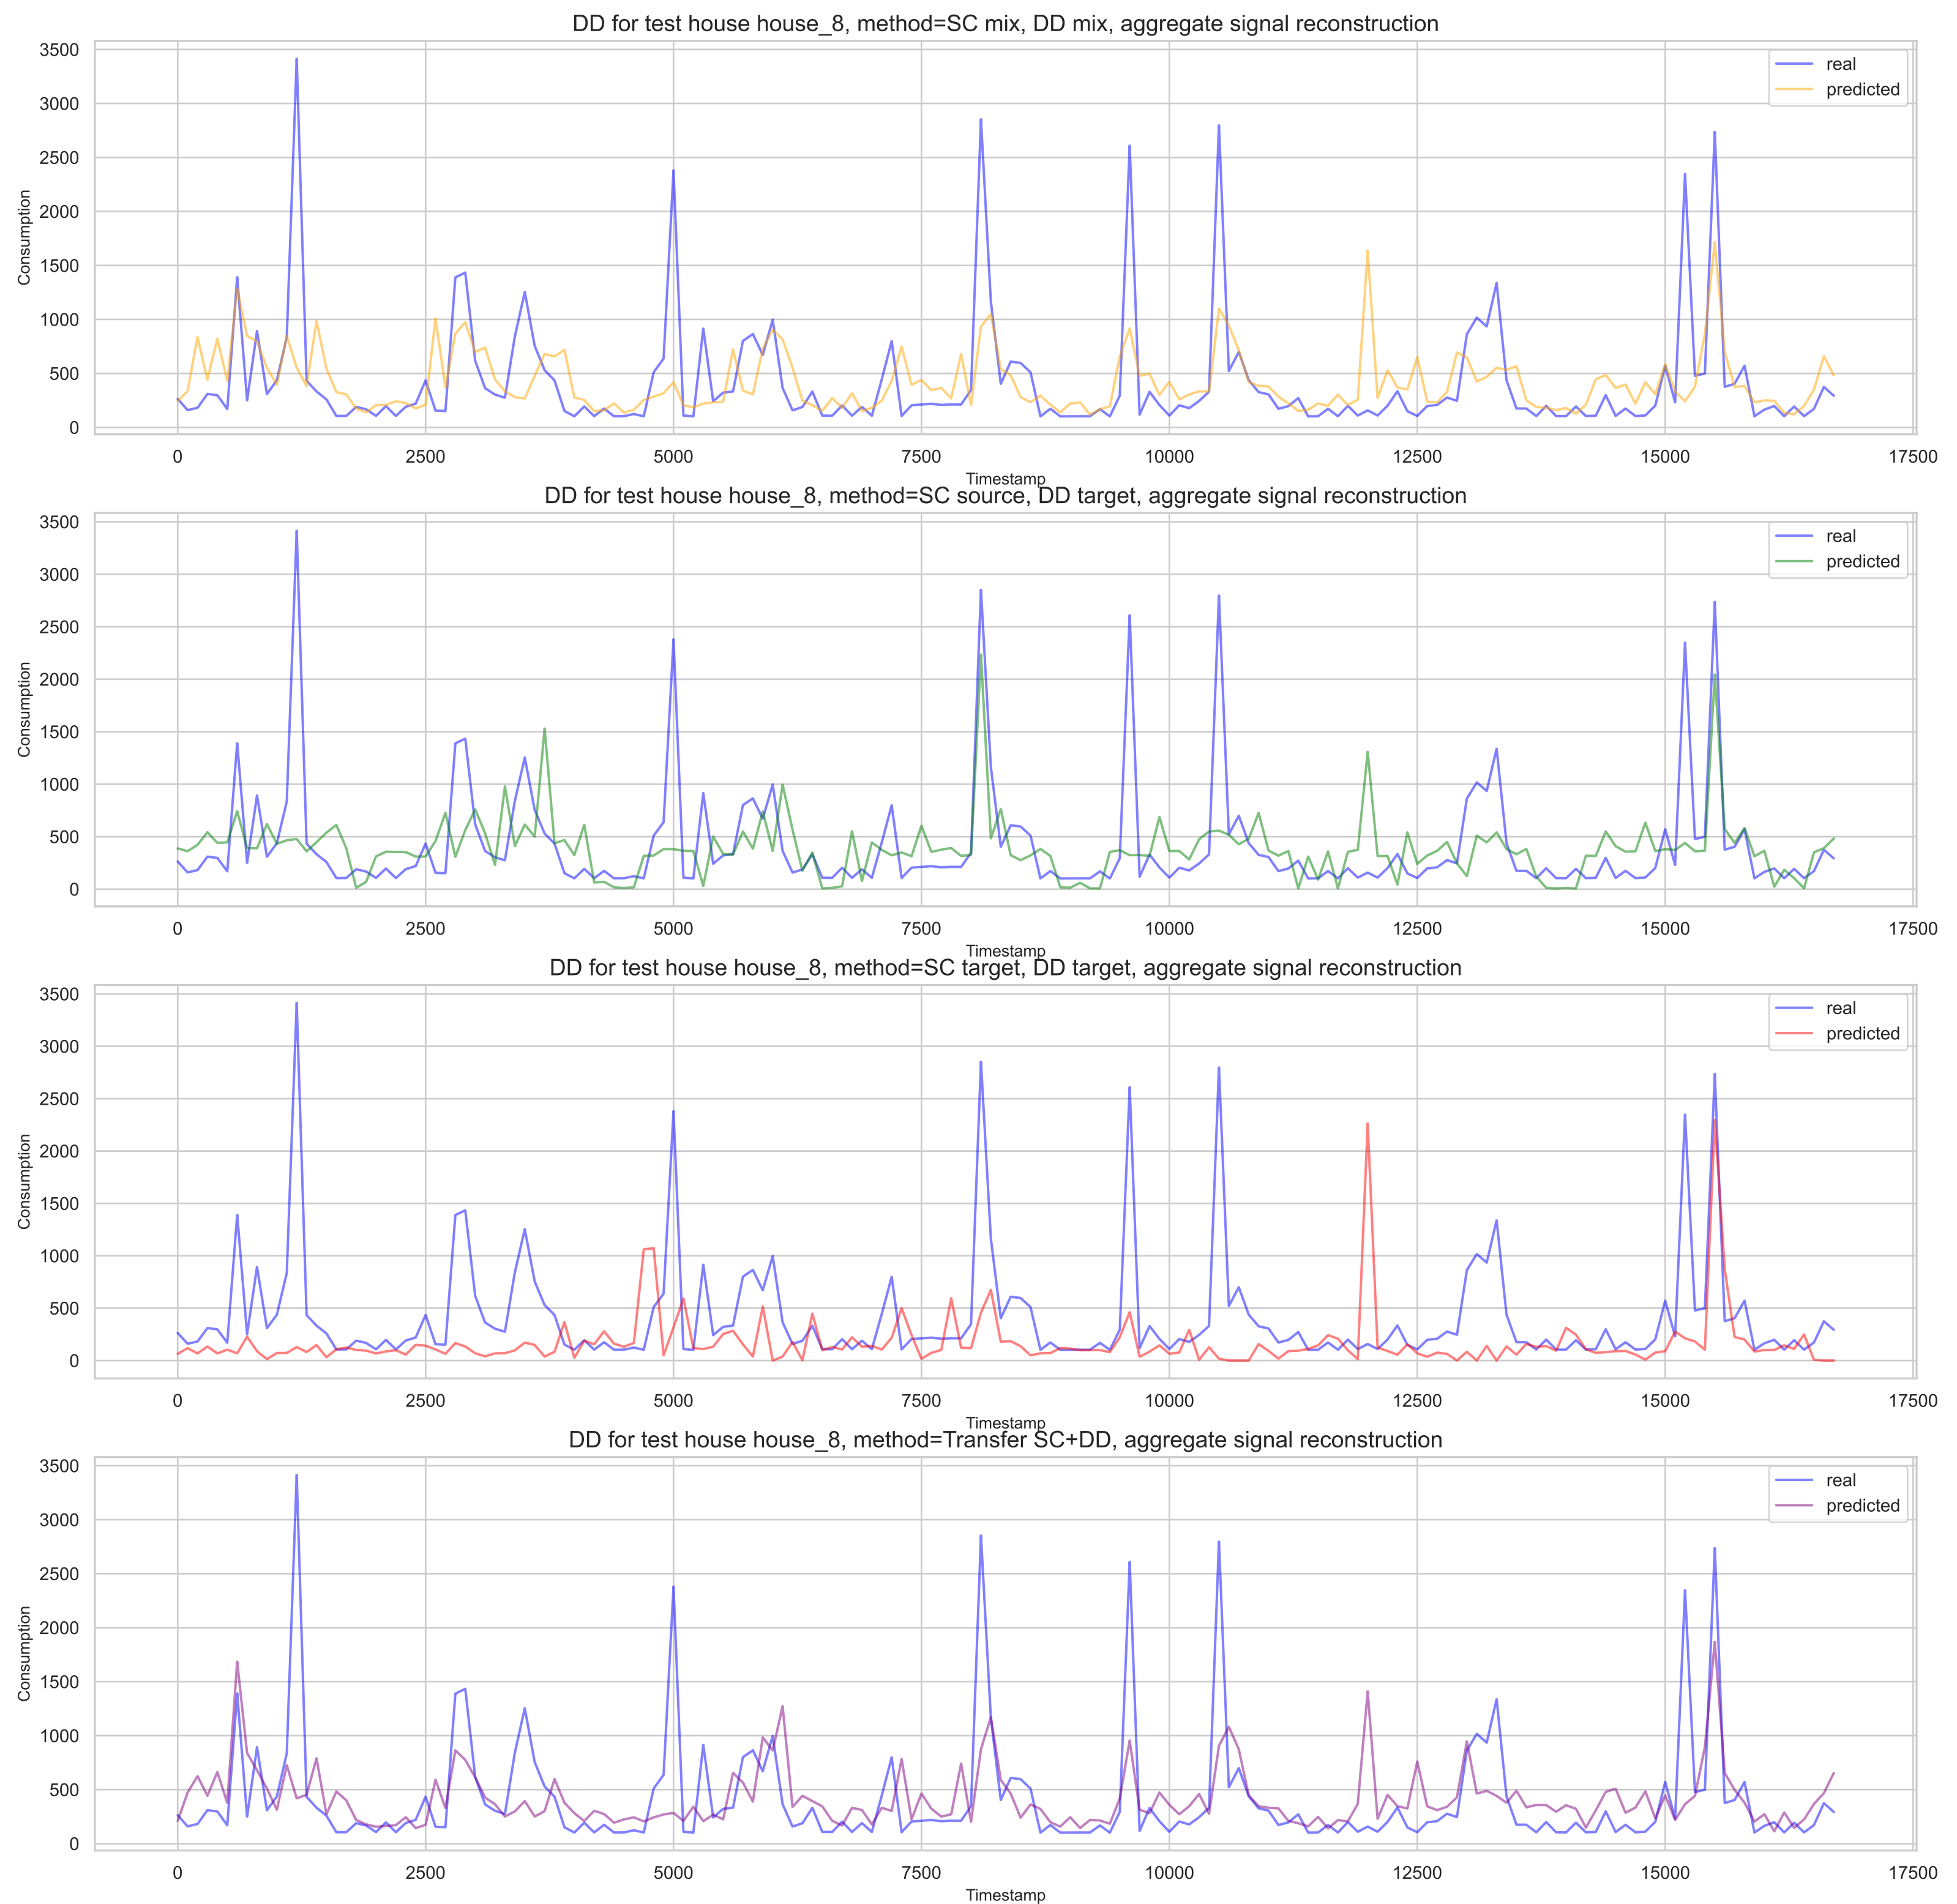 DD for test house house_8, method=SC mix, DD mix, aggregate signal reconstruction
3500
3000
2500
2000
1500
1000
500
0
Consumption
real
predicted
0 2500 5000 7500 10000 12500 15000 17500
Timestamp
DD for test house house_8, method=SC source, DD target, aggregate signal reconstruction
3500
3000
2500
2000
1500
1000
500
0
Consumption
real
predicted
0 2500 5000 7500 10000 12500 15000 17500
Timestamp
DD for test house house_8, method=SC target, DD target, aggregate signal reconstruction
3500
3000
2500
2000
1500
1000
500
0
Consumption
real
predicted
0 2500 5000 7500 10000 12500 15000 17500
Timestamp
DD for test house house_8, method=Transfer SC+DD, aggregate signal reconstruction
3500
3000
2500
2000
1500
1000
500
0
Consumption
real
predicted
0 2500 5000 7500 10000 12500 15000 17500
Timestamp